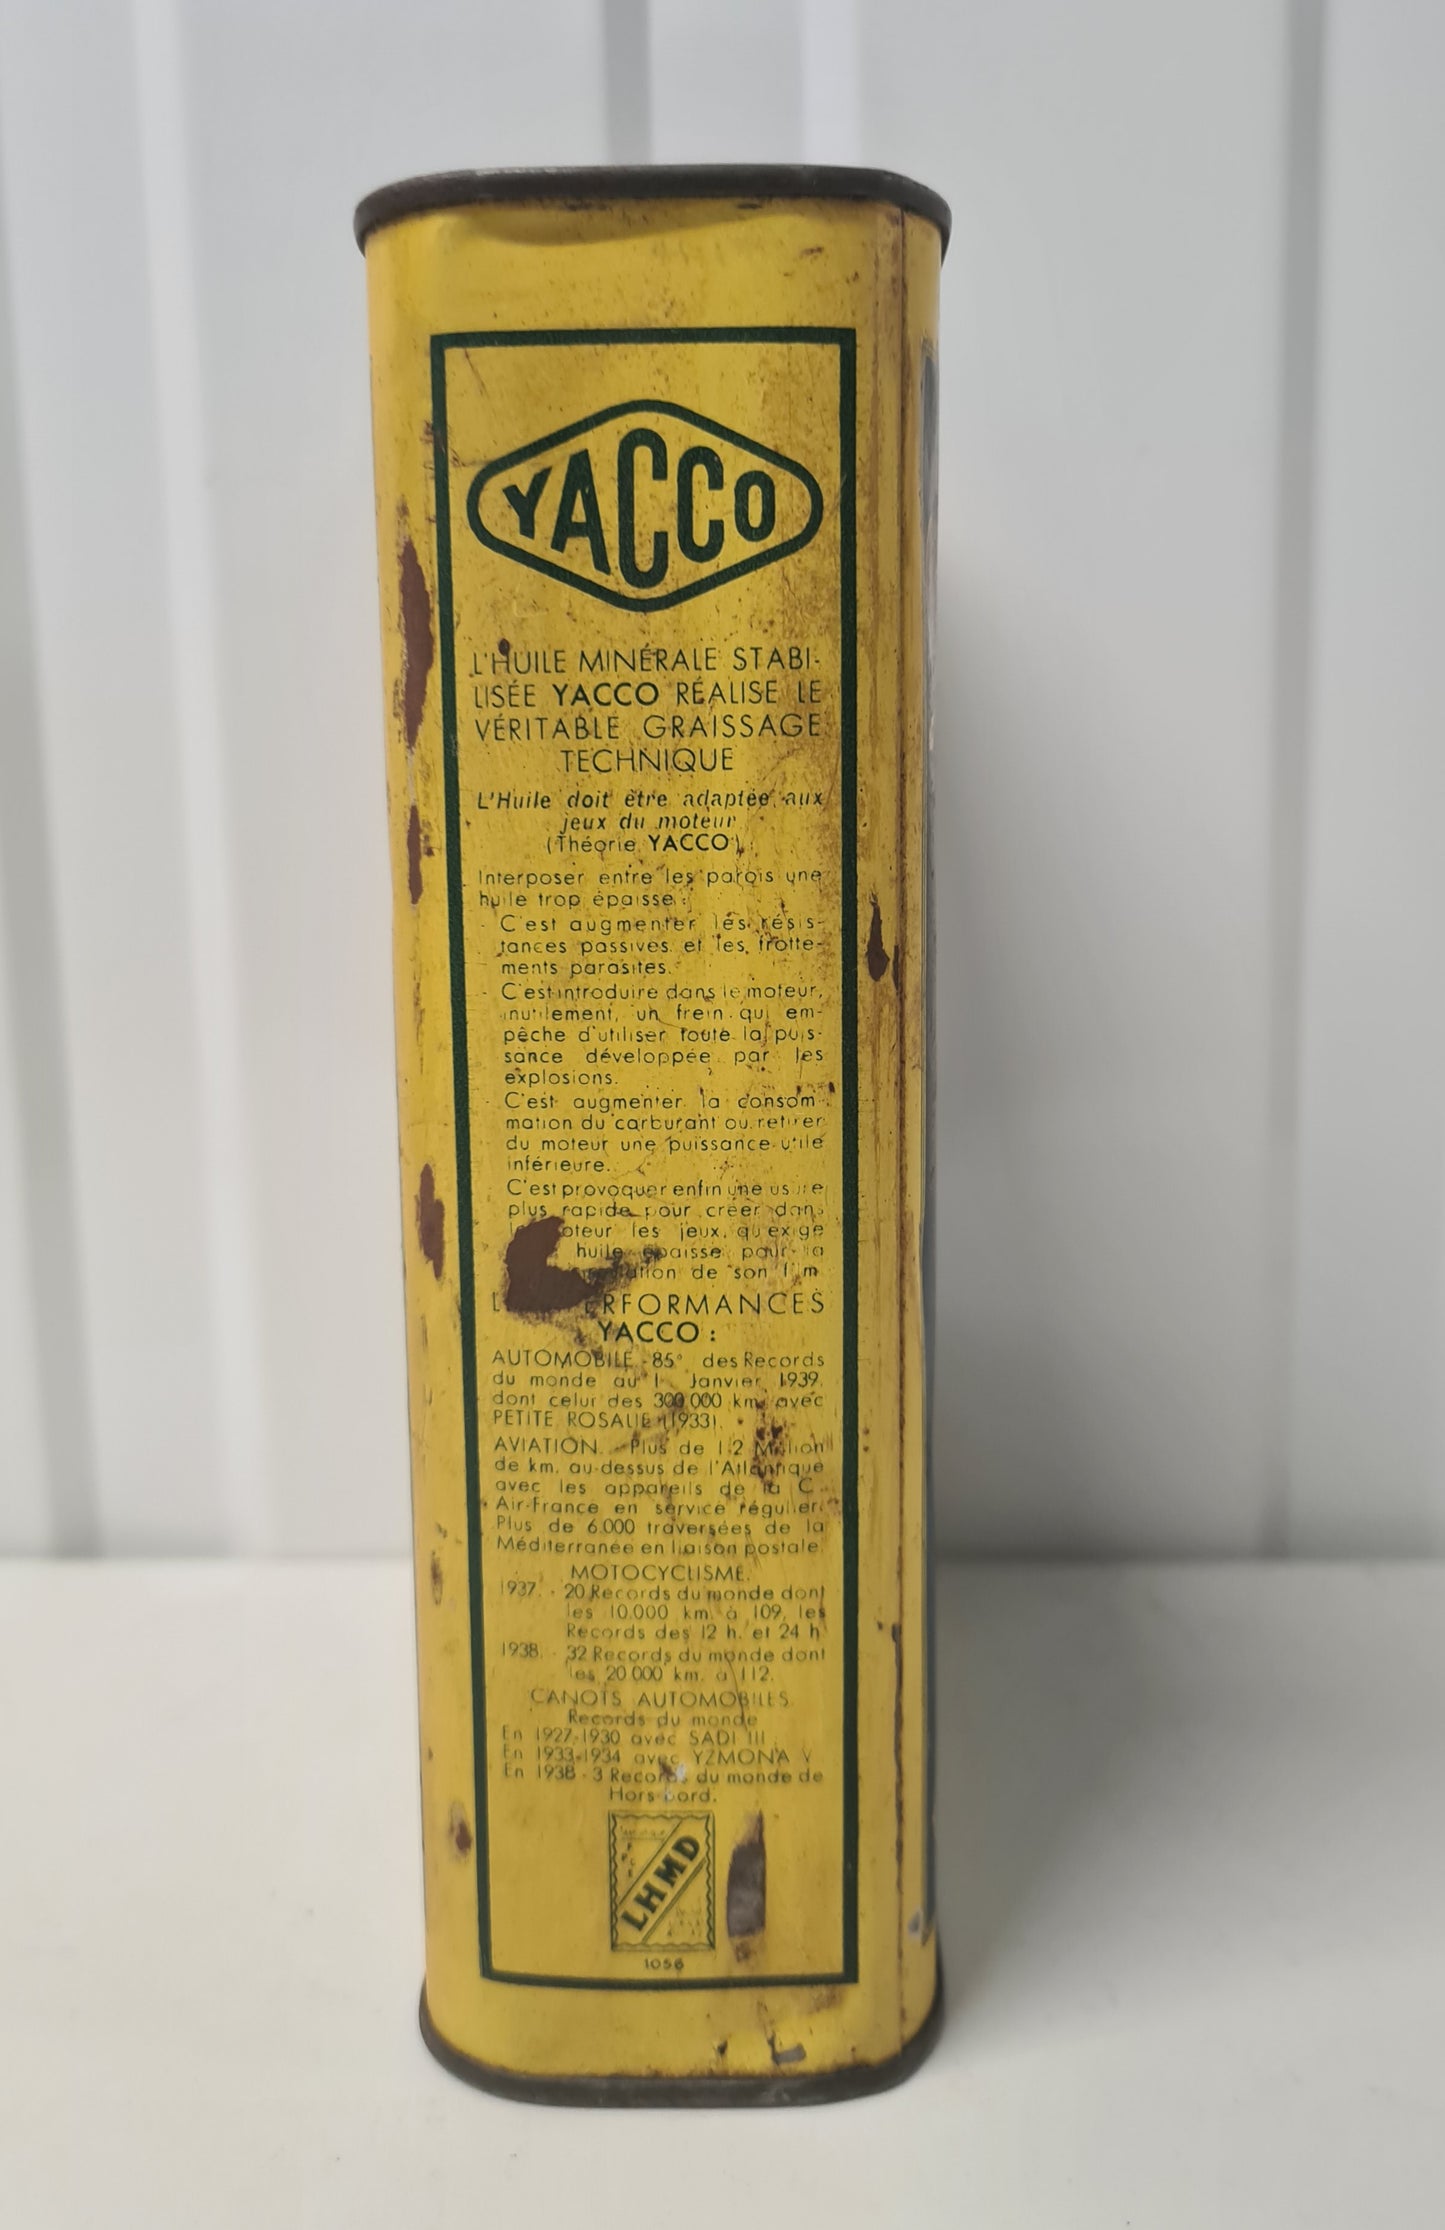 YACCO
L'HUILE MINÉRALE STABI-
LISÉE YACCO RÉALISE LE
VÉRITABLE GRAISSAGE
TECHNIQUE
L'Huile doit être adaptée aux
jeux du moteur
(Théorie YACCO).
Interposer entre les parois une
huile trop épaisse :
- C'est augmenter les résis-
tances passives et les frotte-
ments parasites.
- C'est introduire dans le moteur,
inutilement, un frein qui em-
pêche d'utiliser toute la puis-
sance développée par les
explosions.
C'est augmenter la consom-
mation du carburant ou retirer
du moteur une puissance utile
inférieure.
C'est provoquer enfin une usure
plus rapide pour créer dans
oteur les jeux qu'exige
huile épaisse pour la
de son film
L RFORMANCES
YACCO :
AUTOMOBILE - 85° des Records
du monde au 1 Janvier 1939
dont celui des 300.000 km. avec
PETITE ROSALIE (1933).
AVIATION. - Plus de 1.2 Million
de km. au-dessus de l'Atlantique
avec les appareils de la C
Air-France en service régulier.
Plus de 6.000 traversées de la
Méditerranée en liaison postale.
MOTOCYCLISME.
1937. - 20 Records du monde dont
les 10.000 km. à 109, les
Records des 12 h. et 24 h
1938. - 32 Records du monde dont
les 20.000 km. à 112.
CANOTS AUTOMOBILES
Records du monde
En 1927-1930 avec SADI III
En 1933-1934 avec YZMONA V
En 1938 - 3 Records du monde de
Hors-bord.
LHMD
1056